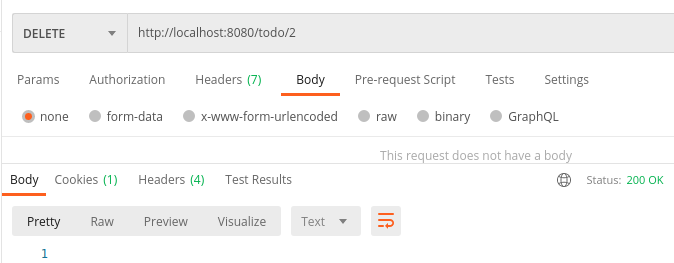 DELETE http://localhost:8080/todo/2
Params Authorization Headers (7) Body Pre-request Script Tests Settings
none form-data x-www-form-urlencoded raw binary GraphQL
This request does not have a body
Body Cookies (1) Headers (4) Test Results Status: 200 OK
Pretty Raw Preview Visualize Text
1